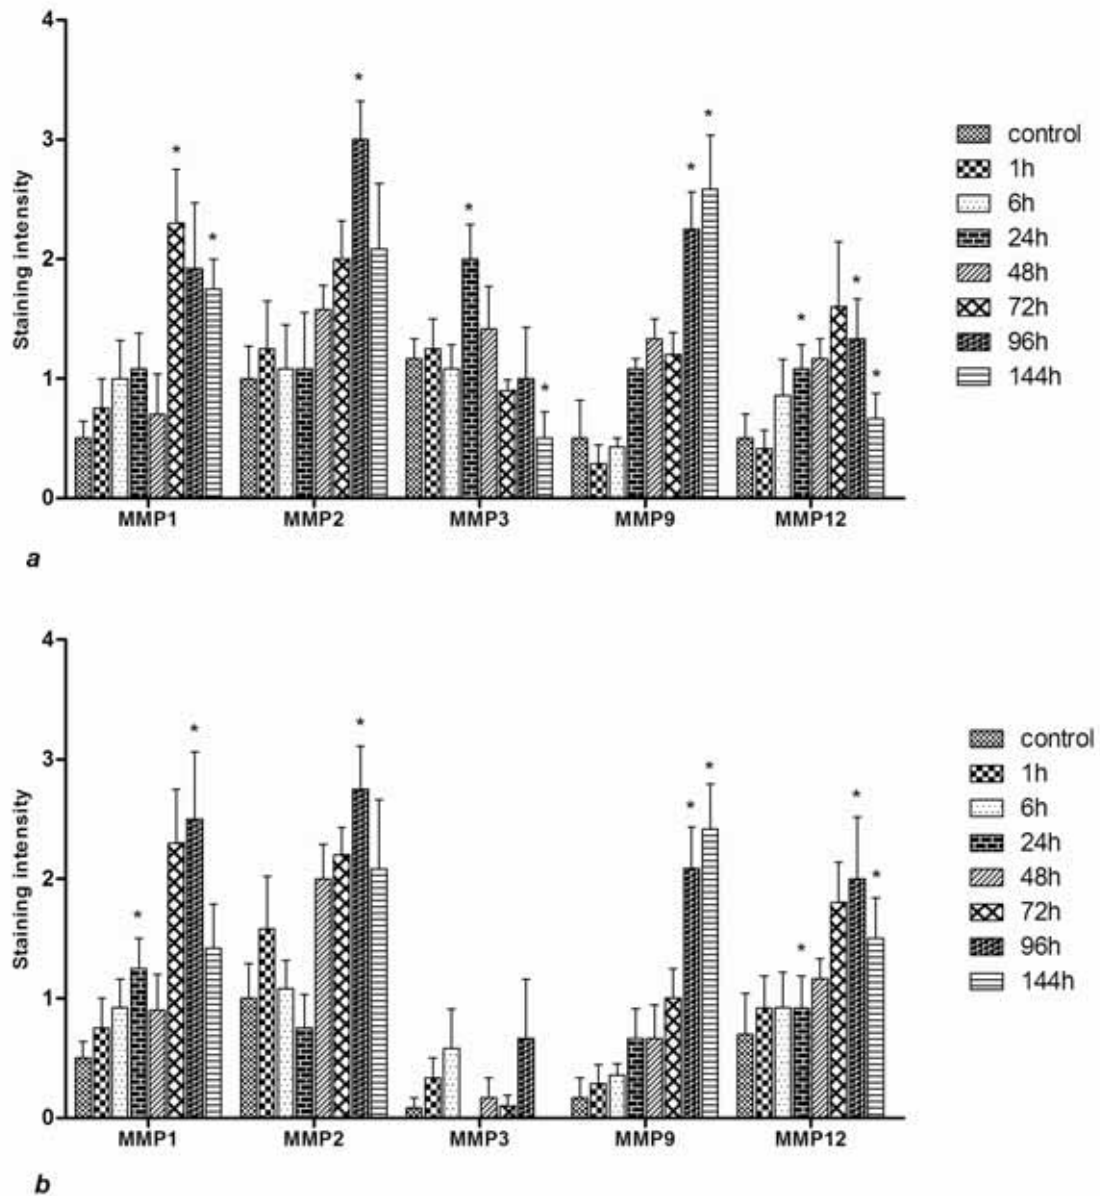 4
3
2
1
0
Staining intensity
*
*
*
*
*
*
*
*
*
*
MMP1 MMP2 MMP3 MMP9 MMP12
control
1h
6h
24h
48h
72h
96h
144h
a
4
3
2
1
0
Staining intensity
*
*
*
*
*
*
*
*
MMP1 MMP2 MMP3 MMP9 MMP12
control
1h
6h
24h
48h
72h
96h
144h
b